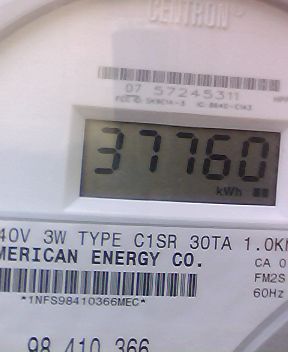 CENTRON
07 57245311
37760
kWh
40V 3W TYPE C1SR 30TA 1.0K
MERICAN ENERGY CO.
CA 0
FM2S
60Hz
*1NFS98410366MEC*
98 410 366